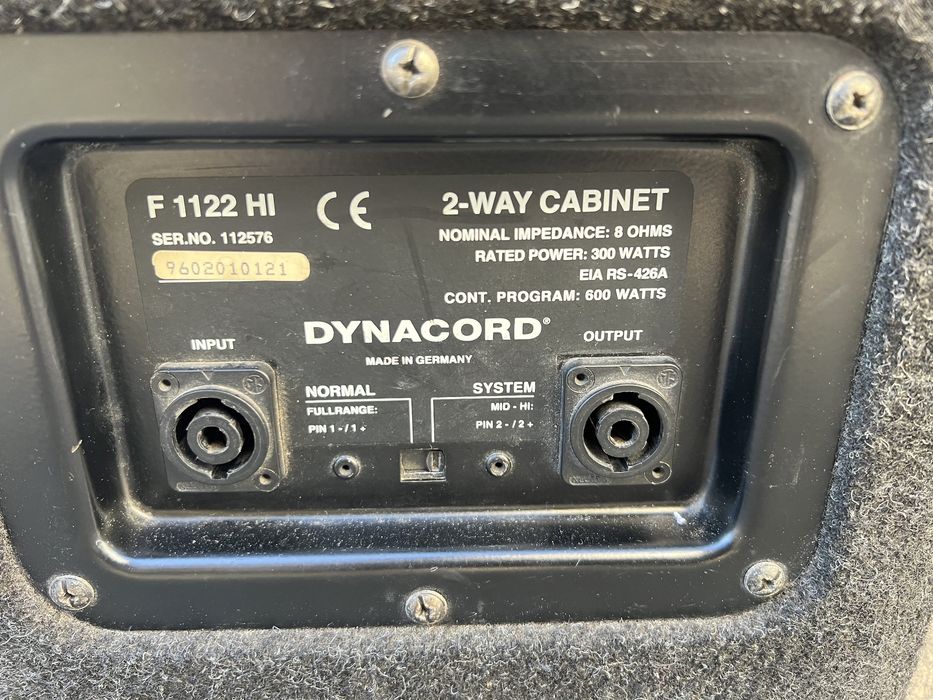 F 1122 HI
CE
2-WAY CABINET
SER.NO. 112576
NOMINAL IMPEDANCE: 8 OHMS
9602010121
RATED POWER: 300 WATTS
EIA RS-426A
CONT. PROGRAM: 600 WATTS
DYNACORD®
INPUT
OUTPUT
MADE IN GERMANY
NORMAL
SYSTEM
FULLRANGE:
MID - HI:
PIN 1 - / 1 +
PIN 2 - / 2 +